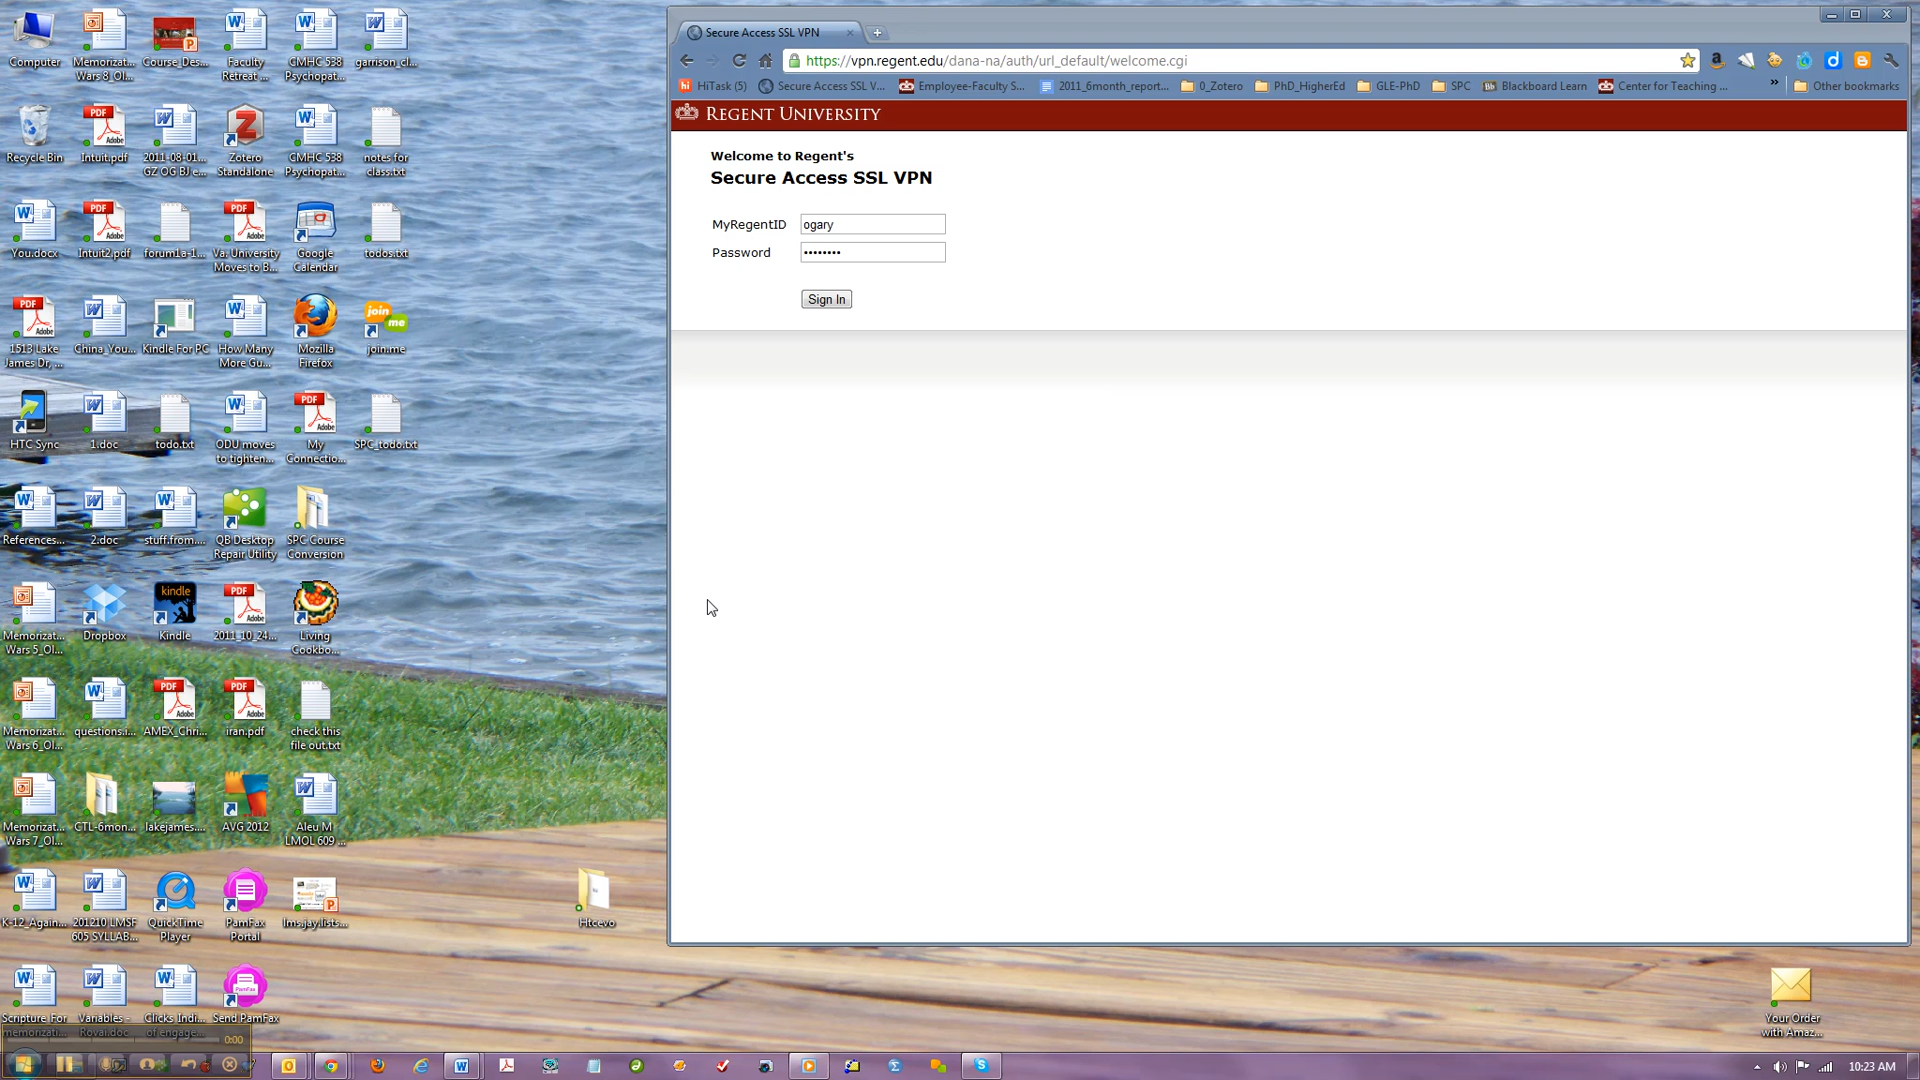 Computer
Memorizat... Wars 8_Ol...
Course_Des...
Faculty Retreat ...
CMHC 538 Psychopat...
garrison_cl...
Recycle Bin
Intuit.pdf
2011-08-01... GZ OG BJ e...
Zotero Standalone
CMHC 538 Psychopat...
notes for class.txt
You.docx
Intuit2.pdf
forum1a-1...
Va. University Moves to B...
Google Calendar
todos.txt
1513 Lake James Dr, ...
China_You...
Kindle For PC
How Many More Gu...
Mozilla Firefox
join.me
HTC Sync
1.doc
todo.txt
ODU moves to tighten...
My Connectio...
SPC_todo.txt
References...
2.doc
stuff.from....
QB Desktop Repair Utility
SPC Course Conversion
Memorizat... Wars 5_Ol...
Dropbox
kindle
Kindle
2011_10_24...
Living Cookbo...
Memorizat... Wars 6_Ol...
questions.i...
AMEX_Chri...
iran.pdf
check this file out.txt
Memorizat... Wars 7_Ol...
CTL-6mon...
lakejames....
AVG 2012
Aleu M LMOL 609 ...
K-12_Again...
201210 LMSF 605 SYLLAB...
QuickTime Player
PamFax Portal
lms.jay.lists...
Htcevo
Scripture For memorizati...
Variables - Rovai.doc
Clicks Indi... of engage...
Send PamFax
Your Order with Amaz...
Secure Access SSL VPN
https://vpn.regent.edu/dana-na/auth/url_default/welcome.cgi
HiTask (5) Secure Access SSL V... Employee-Faculty S... 2011_6month_report... 0_Zotero PhD_HigherEd GLE-PhD SPC Blackboard Learn Center for Teaching ... » Other bookmarks
REGENT UNIVERSITY
Welcome to Regent's
Secure Access SSL VPN
MyRegentID ogary
Password ••••••••
Sign In
0:00
10:23 AM